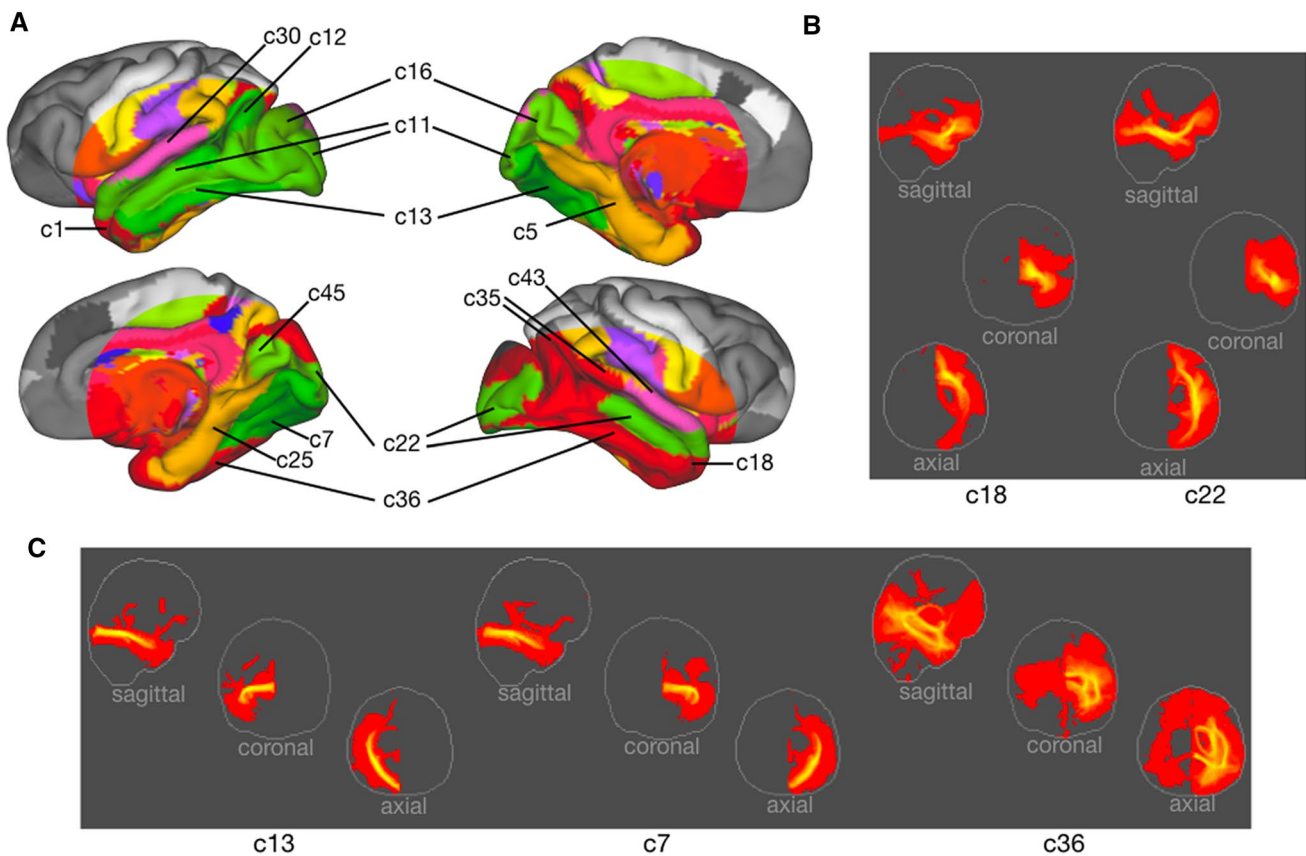 A
c30 c12
c16
c11
c1
c13
c5
c45
c35
c43
c22
c7
c25
c18
c36
B
sagittal sagittal
coronal coronal
axial axial
c18 c22
C
sagittal sagittal sagittal
coronal coronal coronal
axial axial axial
c13 c7 c36